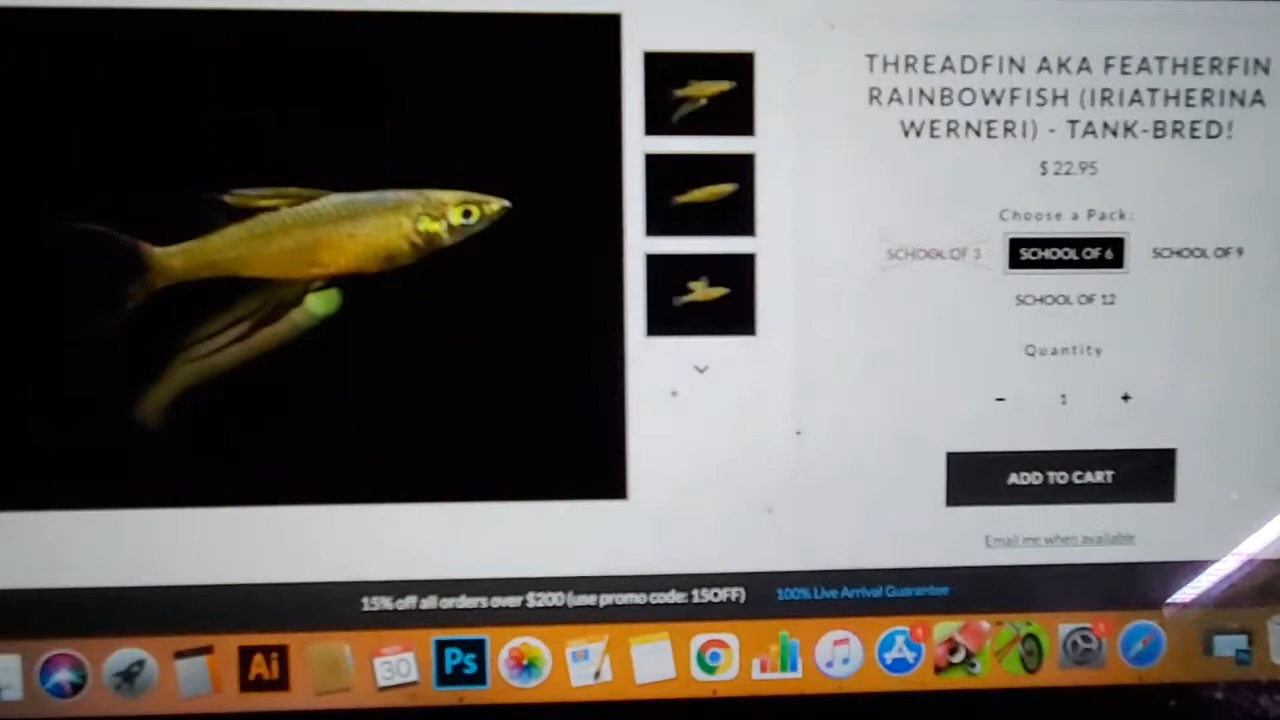 THREADFIN AKA FEATHERFIN
RAINBOWFISH (IRIATHERINA
WERNERI) - TANK-BRED!
$ 22.95
Choose a Pack:
SCHOOL OF 3
SCHOOL OF 6
SCHOOL OF 9
SCHOOL OF 12
Quantity
- 1 +
ADD TO CART
Email me when available
15% off all orders over $200 (use promo code: 15OFF)
100% Live Arrival Guarantee
Ai
30
Ps